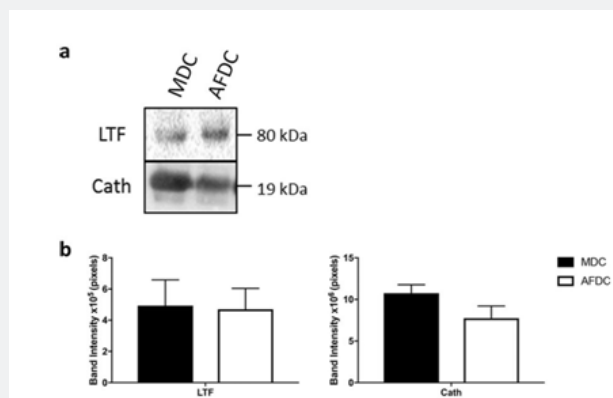 a
MDC
AFDC
LTF
80 kDa
Cath
19 kDa
b
Band Intensity x10⁵ (pixels)
8
6
4
2
0
LTF
Band Intensity x10⁶ (pixels)
15
10
5
0
Cath
MDC
AFDC